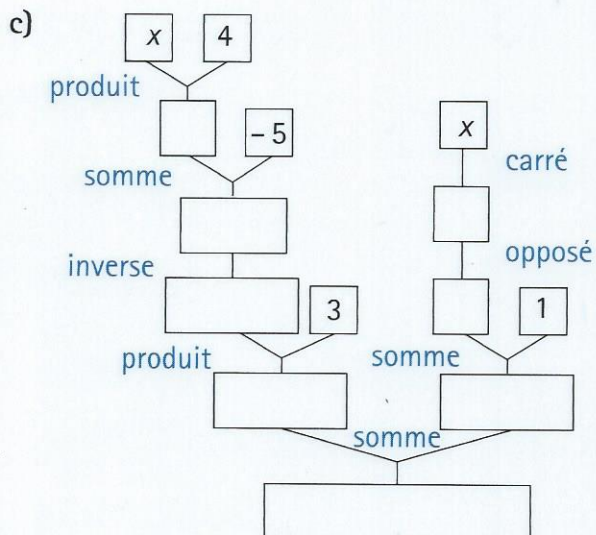 c)
x 4
produit
- 5
x
somme
carré
inverse
opposé
3
1
produit
somme
somme